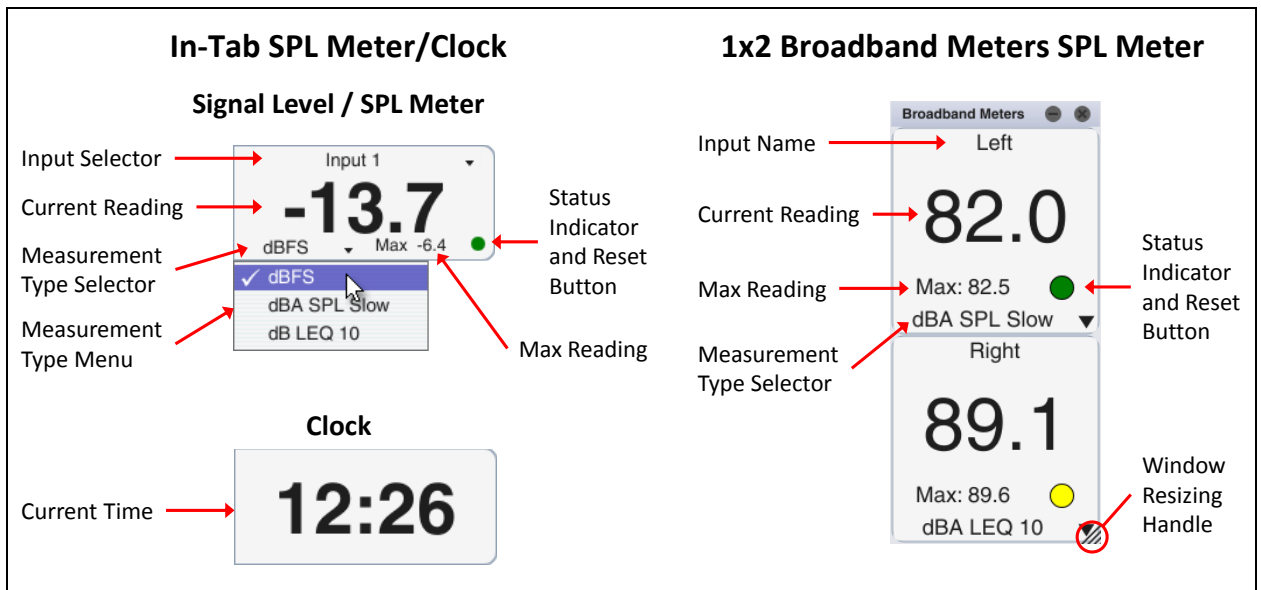 In-Tab SPL Meter/Clock
Signal Level / SPL Meter
Input Selector
Input 1
Current Reading
-13.7
Measurement
Type Selector
dBFS
Max -6.4
Status
Indicator
and Reset
Button
✓ dBFS
dBA SPL Slow
dB LEQ 10
Measurement
Type Menu
Max Reading
Clock
Current Time
12:26
1x2 Broadband Meters SPL Meter
Broadband Meters
Input Name
Left
Current Reading
82.0
Max Reading
Max: 82.5
Status
Indicator
and Reset
Button
dBA SPL Slow
Measurement
Type Selector
Right
89.1
Max: 89.6
dBA LEQ 10
Window
Resizing
Handle